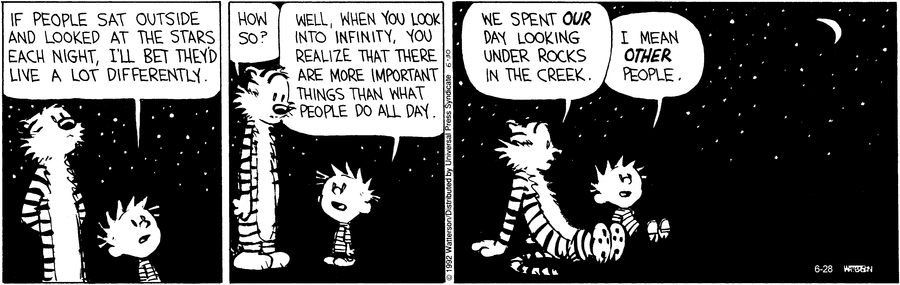 IF PEOPLE SAT OUTSIDE
AND LOOKED AT THE STARS
EACH NIGHT, I'LL BET THEY'D
LIVE A LOT DIFFERENTLY.
HOW
SO?
WELL, WHEN YOU LOOK
INTO INFINITY, YOU
REALIZE THAT THERE
ARE MORE IMPORTANT
THINGS THAN WHAT
PEOPLE DO ALL DAY.
© 1992 Watterson/Distributed by Universal Press Syndicate
WE SPENT OUR
DAY LOOKING
UNDER ROCKS
IN THE CREEK.
I MEAN
OTHER
PEOPLE.
6-28 WATTERSON